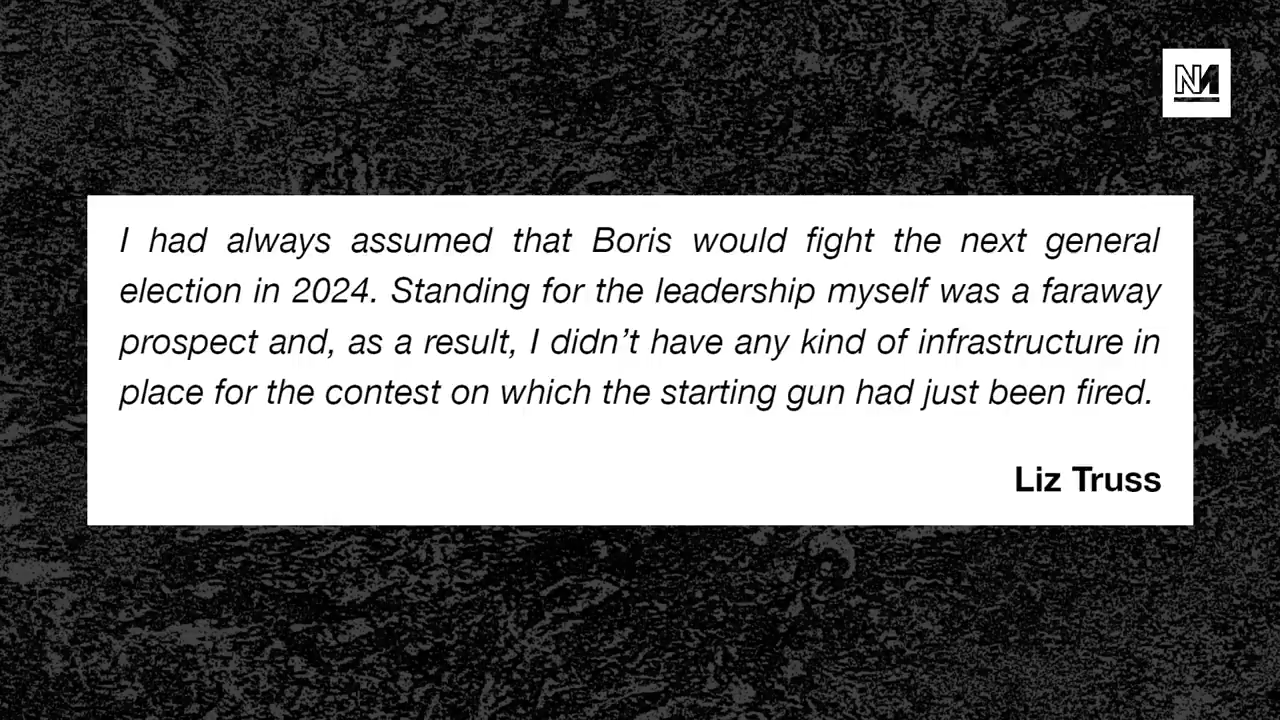 NM
I had always assumed that Boris would fight the next general
election in 2024. Standing for the leadership myself was a faraway
prospect and, as a result, I didn’t have any kind of infrastructure in
place for the contest on which the starting gun had just been fired.
Liz Truss